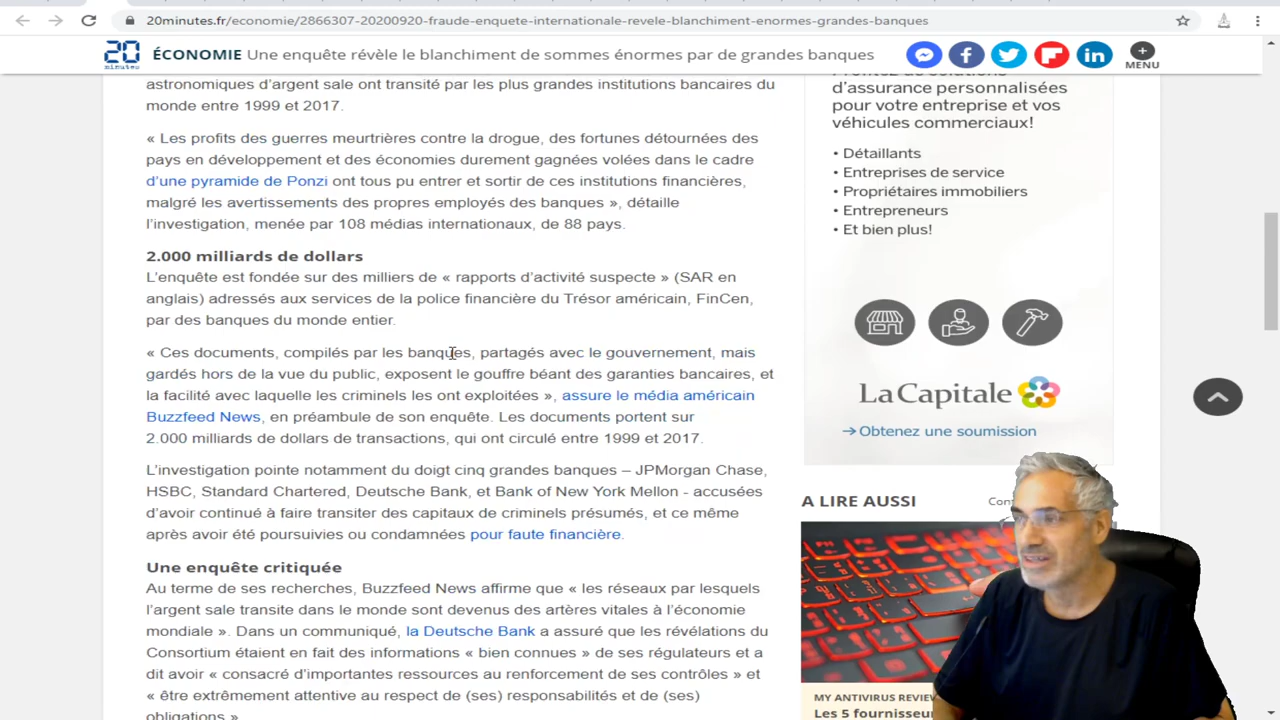 20minutes.fr/economie/2866307-20200920-fraude-enquete-internationale-revele-blanchiment-enormes-grandes-banques
20 minutes
ÉCONOMIE Une enquête révèle le blanchiment de sommes énormes par de grandes banques
MENU
astronomiques d'argent sale ont transité par les plus grandes institutions bancaires du
monde entre 1999 et 2017.
« Les profits des guerres meurtrières contre la drogue, des fortunes détournées des
pays en développement et des économies durement gagnées volées dans le cadre
d'une pyramide de Ponzi ont tous pu entrer et sortir de ces institutions financières,
malgré les avertissements des propres employés des banques », détaille
l'investigation, menée par 108 médias internationaux, de 88 pays.
2.000 milliards de dollars
L'enquête est fondée sur des milliers de « rapports d'activité suspecte » (SAR en
anglais) adressés aux services de la police financière du Trésor américain, FinCen,
par des banques du monde entier.
« Ces documents, compilés par les banques, partagés avec le gouvernement, mais
gardés hors de la vue du public, exposent le gouffre béant des garanties bancaires, et
la facilité avec laquelle les criminels les ont exploitées », assure le média américain
Buzzfeed News, en préambule de son enquête. Les documents portent sur
2.000 milliards de dollars de transactions, qui ont circulé entre 1999 et 2017.
L'investigation pointe notamment du doigt cinq grandes banques – JPMorgan Chase,
HSBC, Standard Chartered, Deutsche Bank, et Bank of New York Mellon - accusées
d'avoir continué à faire transiter des capitaux de criminels présumés, et ce même
après avoir été poursuivies ou condamnées pour faute financière.
Une enquête critiquée
Au terme de ses recherches, Buzzfeed News affirme que « les réseaux par lesquels
l'argent sale transite dans le monde sont devenus des artères vitales à l'économie
mondiale ». Dans un communiqué, la Deutsche Bank a assuré que les révélations du
Consortium étaient en fait des informations « bien connues » de ses régulateurs et a
dit avoir « consacré d'importantes ressources au renforcement de ses contrôles » et
« être extrêmement attentive au respect de (ses) responsabilités et de (ses)
obligations ».
Profitez de solutions
d'assurance personnalisées
pour votre entreprise et vos
véhicules commerciaux!
• Détaillants
• Entreprises de service
• Propriétaires immobiliers
• Entrepreneurs
• Et bien plus!
La Capitale
→Obtenez une soumission
A LIRE AUSSI
MY ANTIVIRUS REVIEW
Les 5 fournisseu